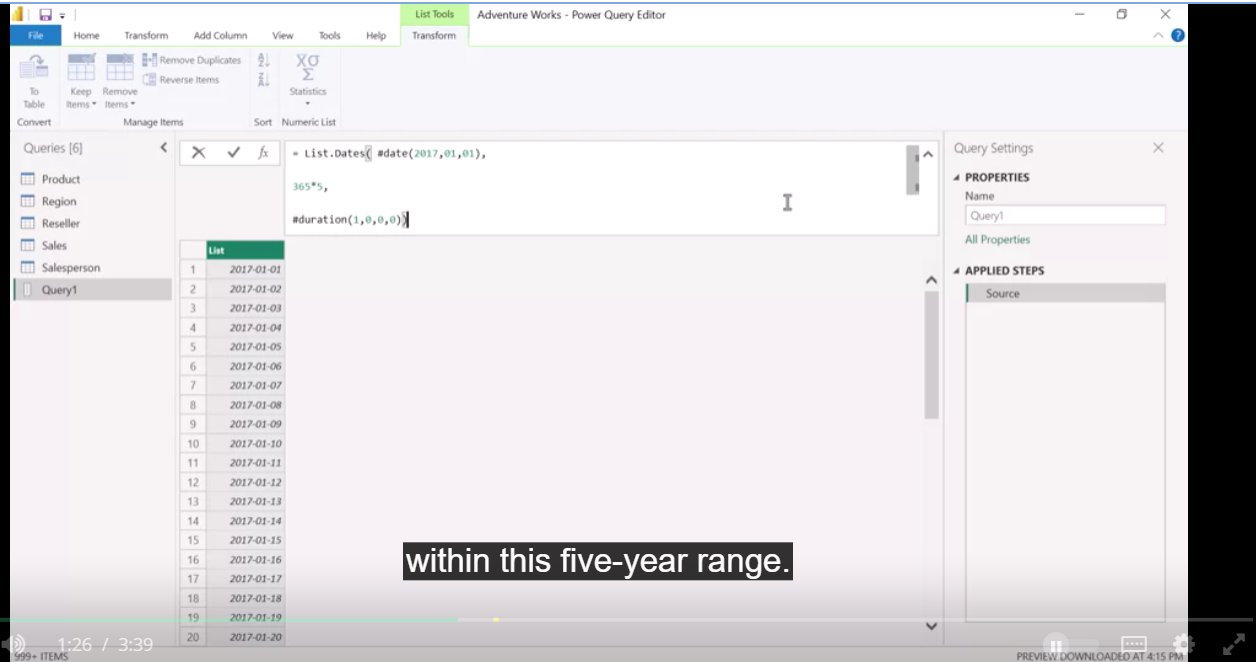 List Tools
Adventure Works - Power Query Editor
File Home Transform Add Column View Tools Help Transform
To Table
Keep Items
Remove Items
Remove Duplicates
Reverse Items
Statistics
Convert
Manage Items
Sort
Numeric List
Queries [6]
Product
Region
Reseller
Sales
Salesperson
Query1
fx
= List.Dates( #date(2017,01,01),
365*5,
#duration(1,0,0,0))
List
1 2017-01-01
2 2017-01-02
3 2017-01-03
4 2017-01-04
5 2017-01-05
6 2017-01-06
7 2017-01-07
8 2017-01-08
9 2017-01-09
10 2017-01-10
11 2017-01-11
12 2017-01-12
13 2017-01-13
14 2017-01-14
15 2017-01-15
16 2017-01-16
17 2017-01-17
18 2017-01-18
19 2017-01-19
20 2017-01-20
Query Settings
PROPERTIES
Name
Query1
All Properties
APPLIED STEPS
Source
within this five-year range.
1:26 / 3:39
999+ ITEMS
PREVIEW DOWNLOADED AT 4:15 PM